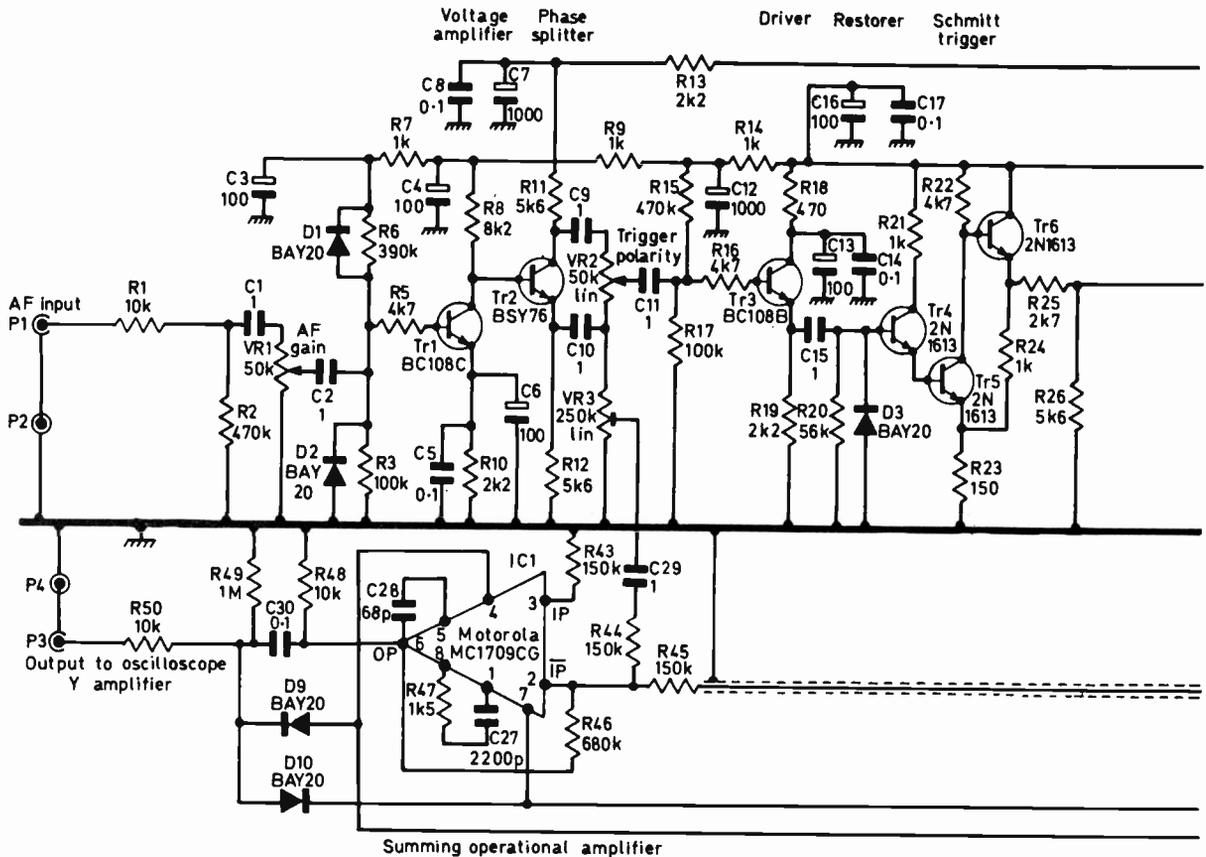 Voltage amplifier
Phase splitter
Driver
Restorer
Schmitt trigger
C8
0·1
C7
1000
R13
2k2
C16
100
C17
0·1
R7
1k
R9
1k
R14
1k
C3
100
C4
100
R8
8k2
R11
5k6
C9
1
R15
470k
C12
1000
R18
470
R22
4k7
R21
1k
Tr6
2N1613
D1
BAY20
R6
390k
VR2
50k
lin
Trigger polarity
R16
4k7
C13
100
C14
0·1
AF input
P1
R1
10k
C1
1
R5
4k7
Tr2
BSY76
C11
1
Tr3
BC108B
Tr4
2N
1613
R25
2k7
VR1
50k
AF gain
Tr1
BC108C
C10
1
R17
100k
C15
1
R24
1k
C2
1
C6
100
VR3
250k
lin
Tr5
2N
1613
P2
R2
470k
D2
BAY
20
R3
100k
C5
0·1
R10
2k2
R12
5k6
R19
2k2
R20
56k
D3
BAY20
R26
5k6
R23
150
P4
R49
1M
R48
10k
C28
68p
IC1
R43
150k
C29
1
4
3
IP
R50
10k
C30
0·1
5
P3
6
OP
Motorola
MC1709CG
R44
150k
R45
150k
Output to oscilloscope
Y amplifier
8
IP
1
2
7
D9
BAY20
R47
1k5
C27
2200p
R46
680k
D10
BAY20
Summing operational amplifier